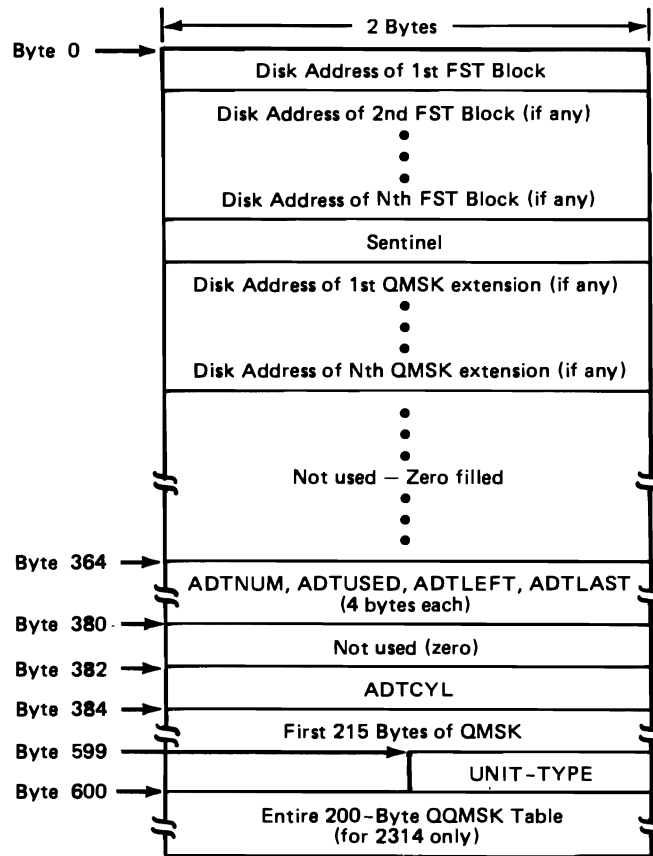 2 Bytes
Byte 0
Disk Address of 1st FST Block
Disk Address of 2nd FST Block (if any)
Disk Address of Nth FST Block (if any)
Sentinel
Disk Address of 1st QMSK extension (if any)
Disk Address of Nth QMSK extension (if any)
Not used — Zero filled
Byte 364
ADTNUM, ADTUSED, ADTLEFT, ADTLAST
(4 bytes each)
Byte 380
Not used (zero)
Byte 382
ADTCYL
Byte 384
First 215 Bytes of QMSK
Byte 599
UNIT-TYPE
Byte 600
Entire 200-Byte QQMSK Table
(for 2314 only)